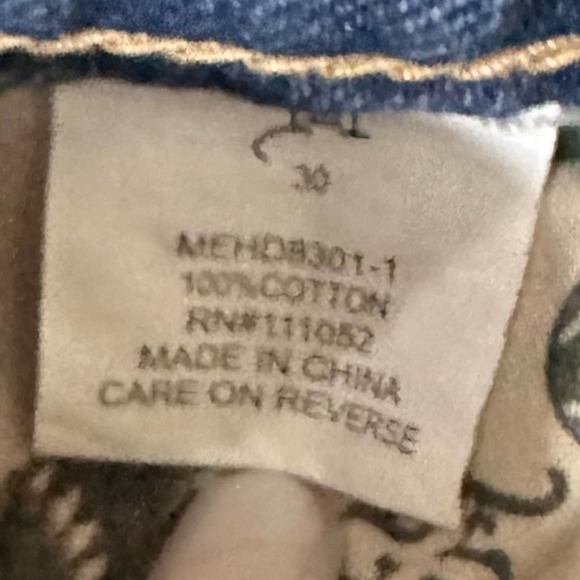 30
MEHD8301-1
100%COTTON
RN#111052
MADE IN CHINA
CARE ON REVERSE